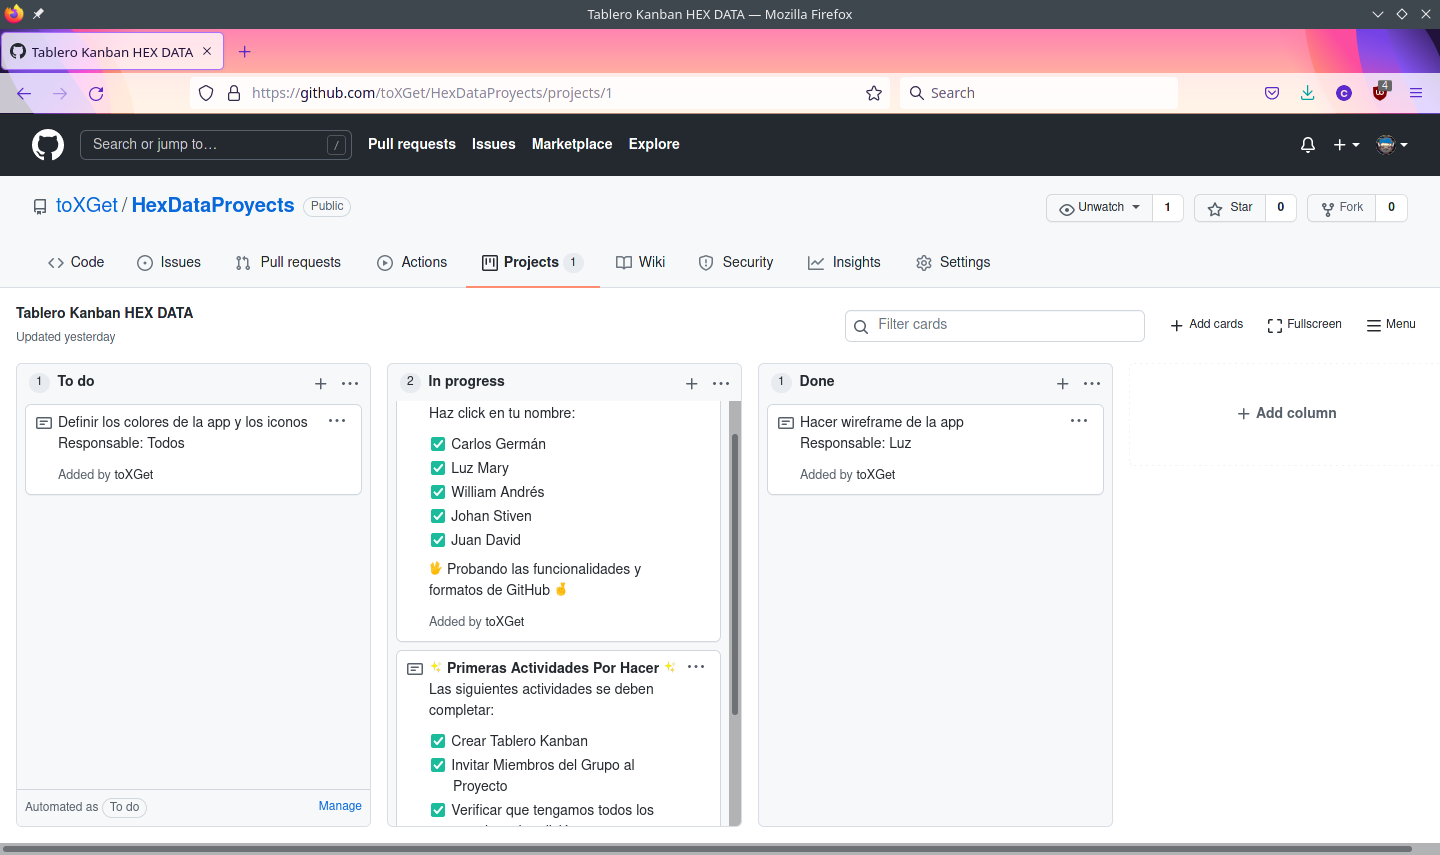 Tablero Kanban HEX DATA — Mozilla Firefox
Tablero Kanban HEX DATA
https://github.com/toXGet/HexDataProyects/projects/1
Search
C
4
Search or jump to…
/
Pull requests
Issues
Marketplace
Explore
toXGet / HexDataProyects
Public
Unwatch
1
Star
0
Fork
0
Code
Issues
Pull requests
Actions
Projects
1
Wiki
Security
Insights
Settings
Tablero Kanban HEX DATA
Updated yesterday
Filter cards
Add cards
Fullscreen
Menu
1
To do
Definir los colores de la app y los iconos
Responsable: Todos
Added by toXGet
Automated as To do
Manage
2
In progress
Haz click en tu nombre:
Carlos Germán
Luz Mary
William Andrés
Johan Stiven
Juan David
🖖 Probando las funcionalidades y
formatos de GitHub 🤞
Added by toXGet
✨ Primeras Actividades Por Hacer ✨
Las siguientes actividades se deben
completar:
Crear Tablero Kanban
Invitar Miembros del Grupo al
Proyecto
Verificar que tengamos todos los
1
Done
Hacer wireframe de la app
Responsable: Luz
Added by toXGet
Add column